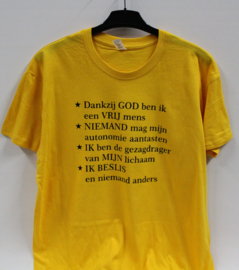 ★ Dankzij GOD ben ik
een VRIJ mens
★ NIEMAND mag mijn
autonomie aantasten
★ IK ben de gezagdrager
van MIJN lichaam
★ IK BESLIS
en niemand anders